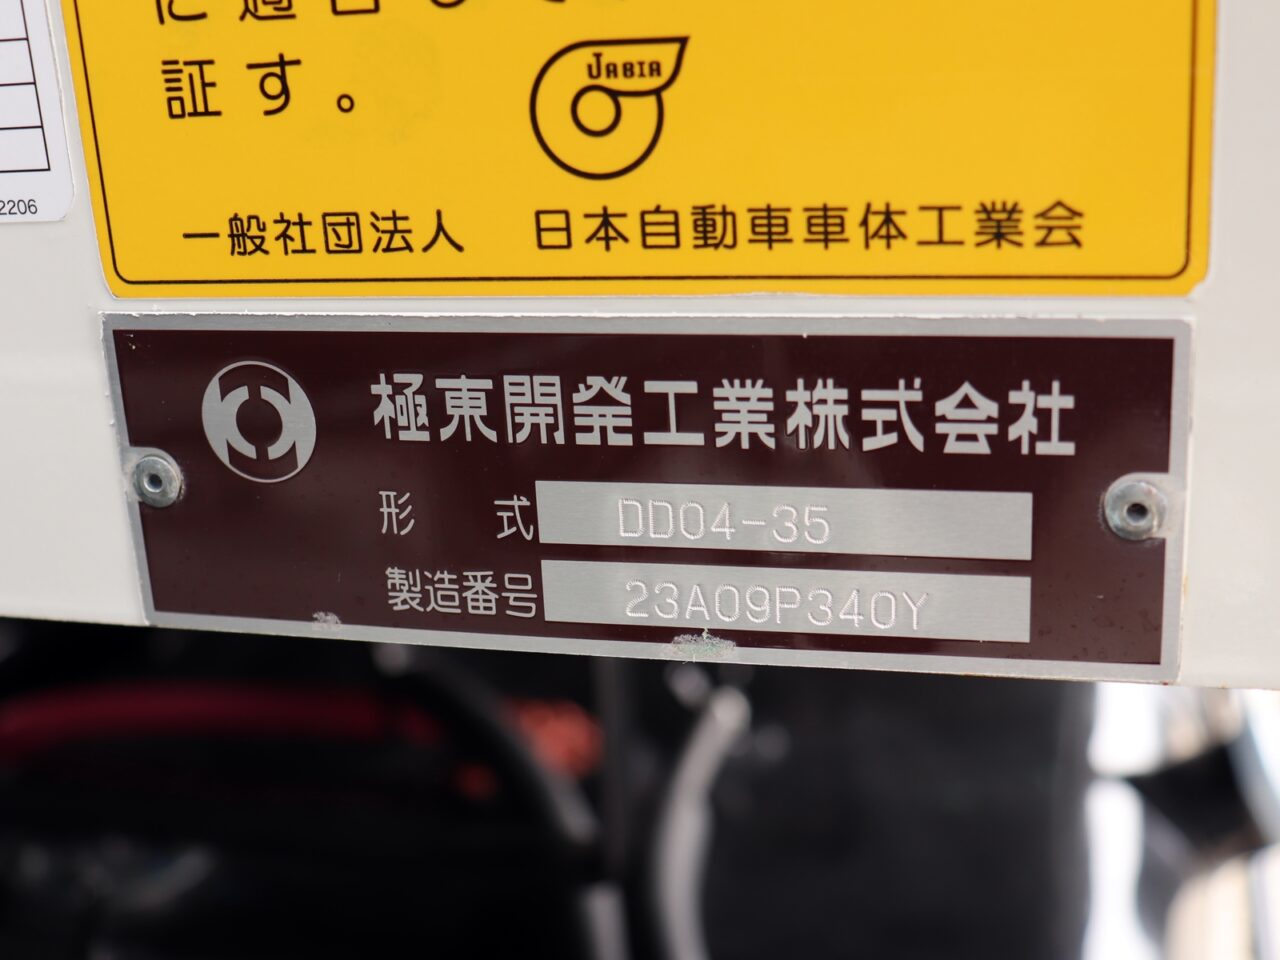 証す。
JABIA
一般社団法人 日本自動車車体工業会
2206
極東開発工業株式会社
形 式 DD04-35
製造番号 23A09P340Y